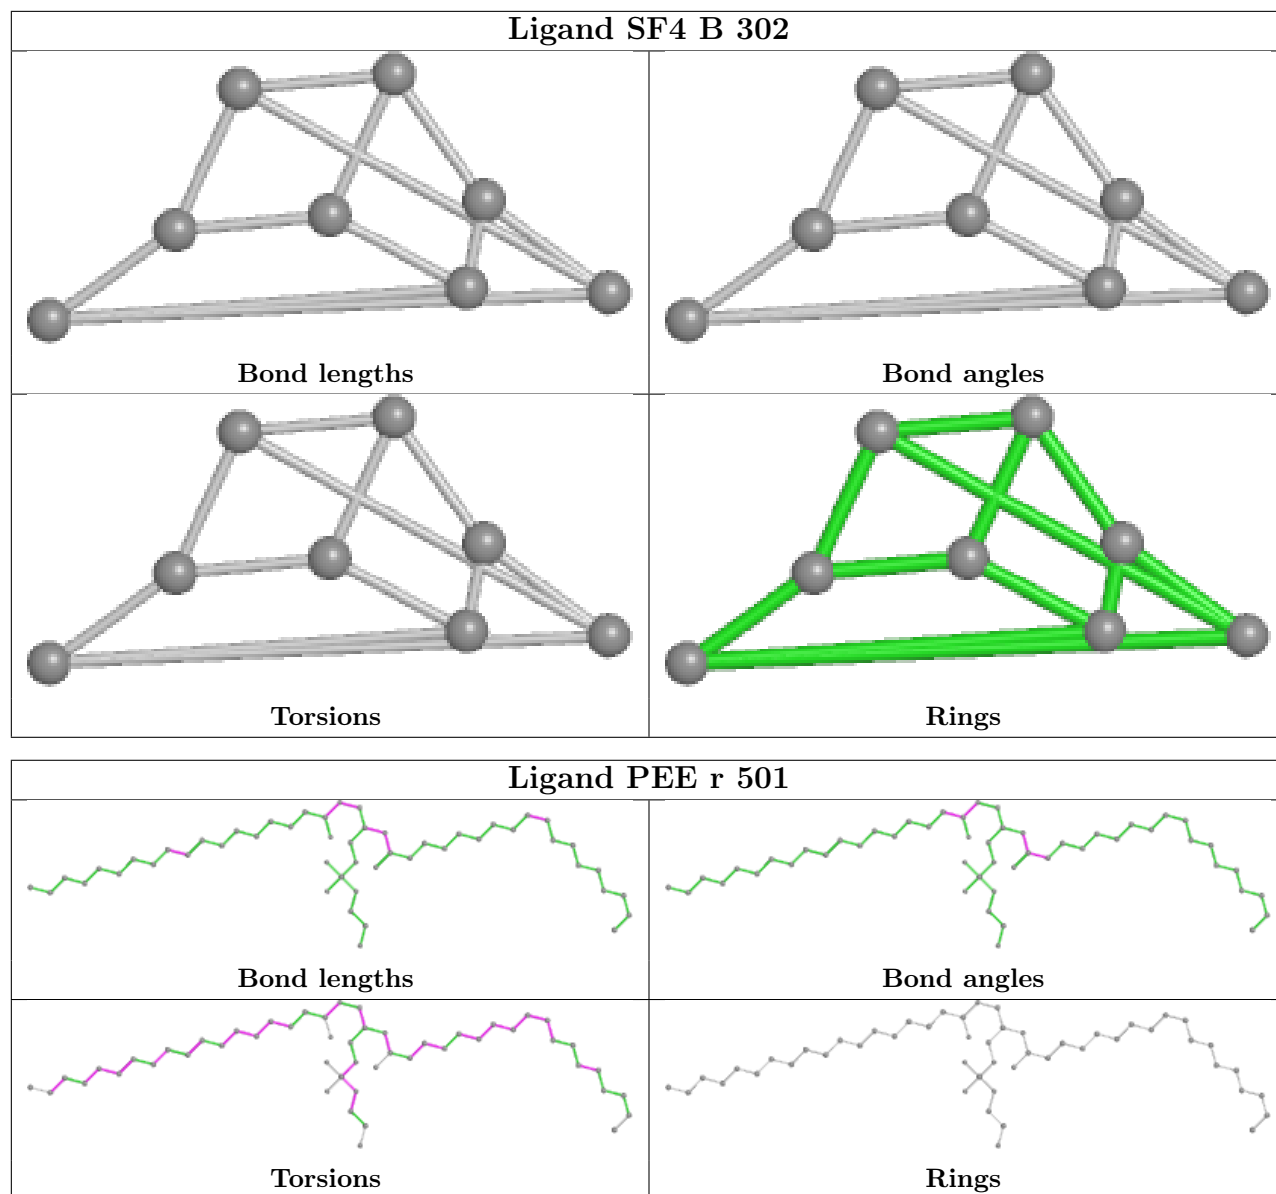 Ligand SF4 B 302
Bond lengths
Bond angles
Torsions
Rings
Ligand PEE r 501
Bond lengths
Bond angles
Torsions
Rings